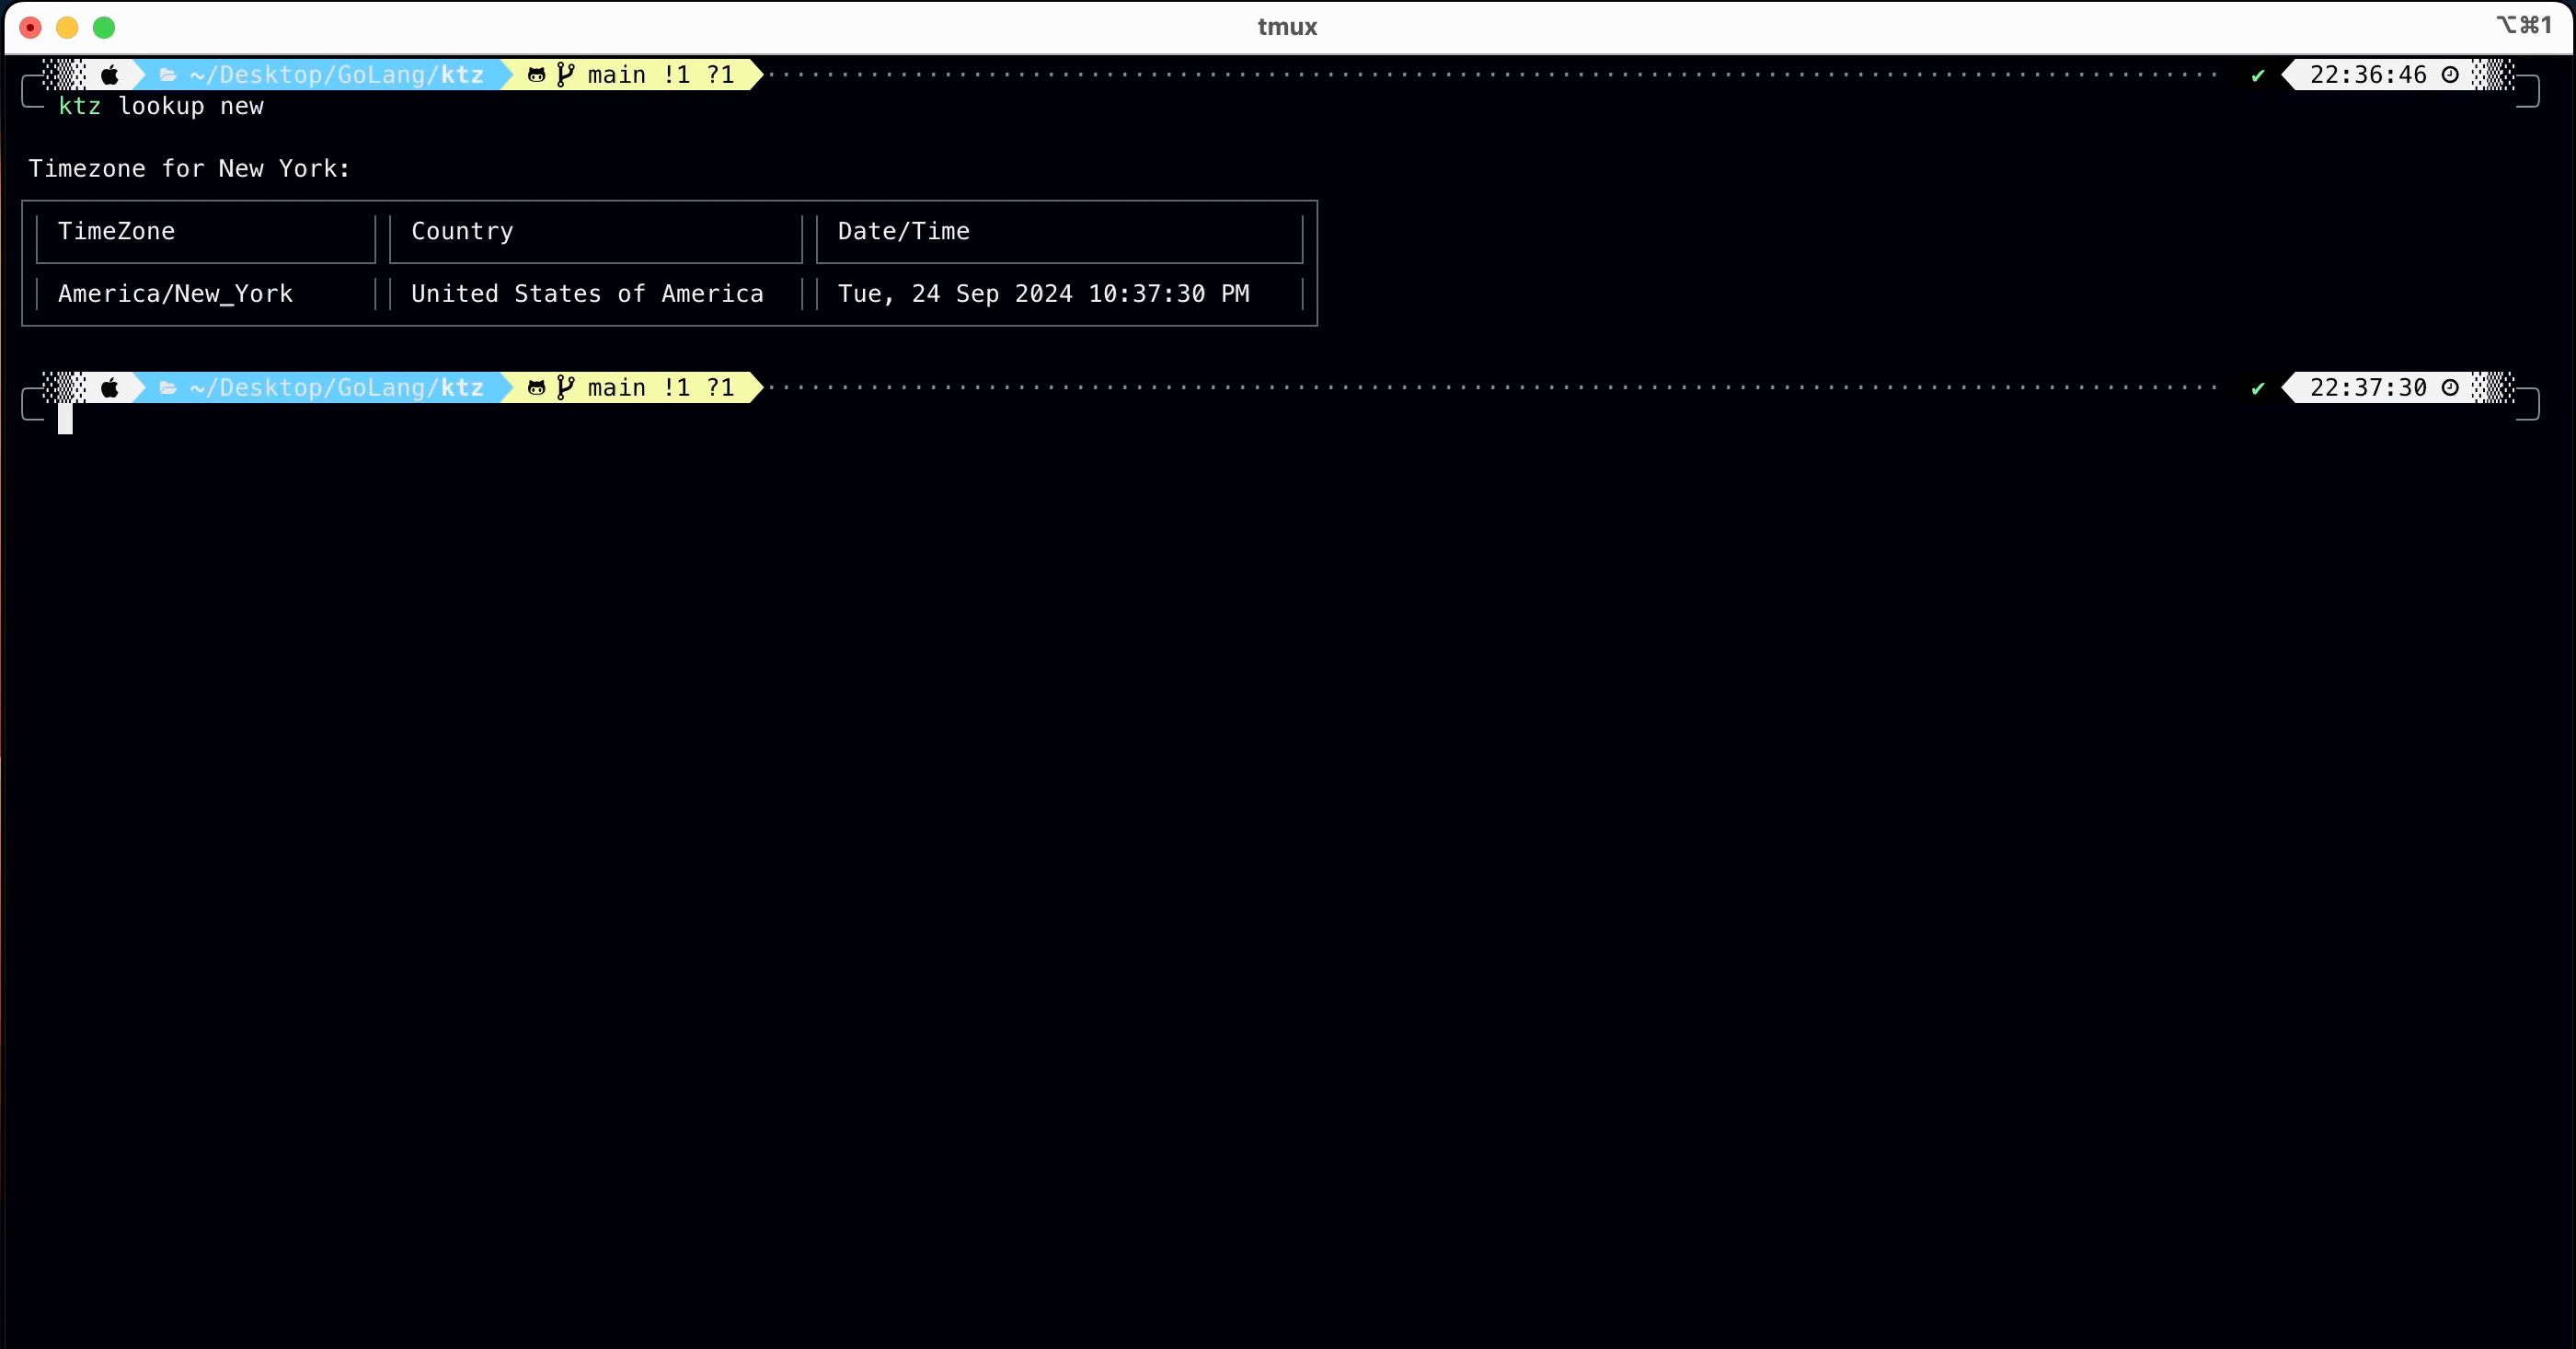 tmux ⌥⌘1
~/Desktop/GoLang/ktz main !1 ?1 ✔ 22:36:46
ktz lookup new
Timezone for New York:
TimeZone Country Date/Time
America/New_York United States of America Tue, 24 Sep 2024 10:37:30 PM
~/Desktop/GoLang/ktz main !1 ?1 ✔ 22:37:30